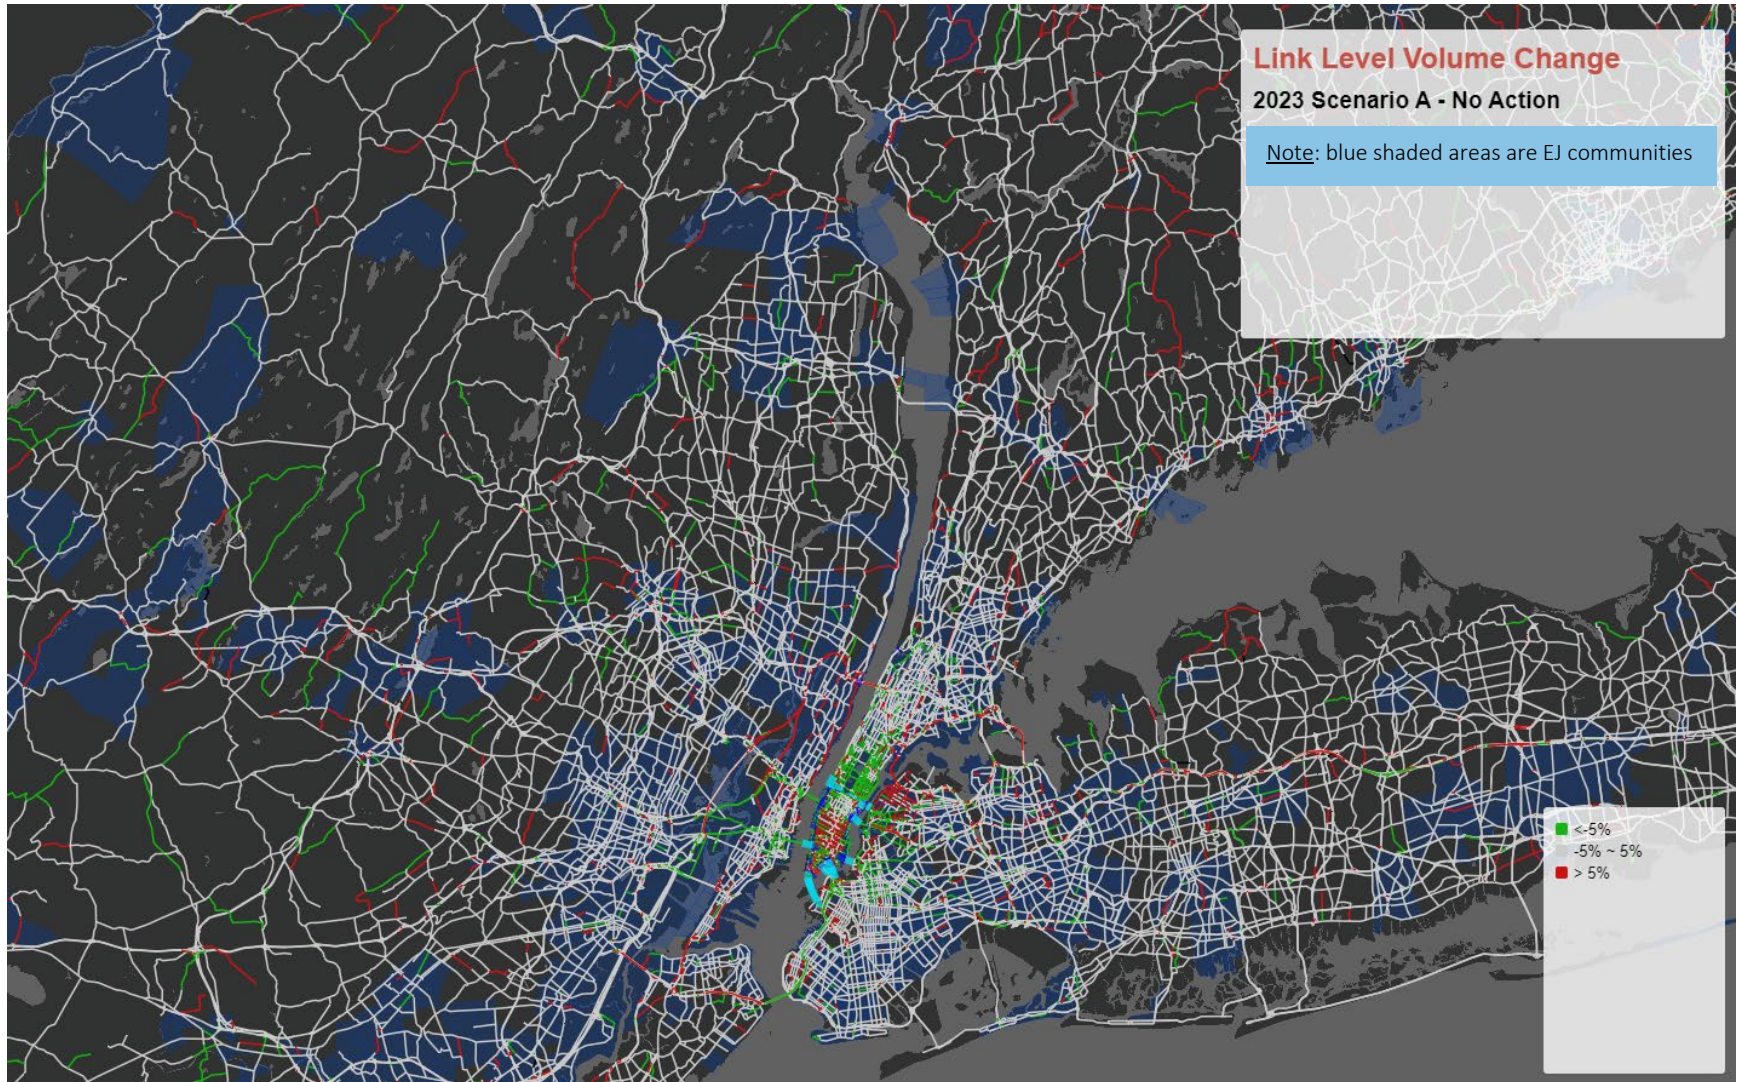 Link Level Volume Change
2023 Scenario A - No Action
Note: blue shaded areas are EJ communities
<-5%
-5% ~ 5%
> 5%